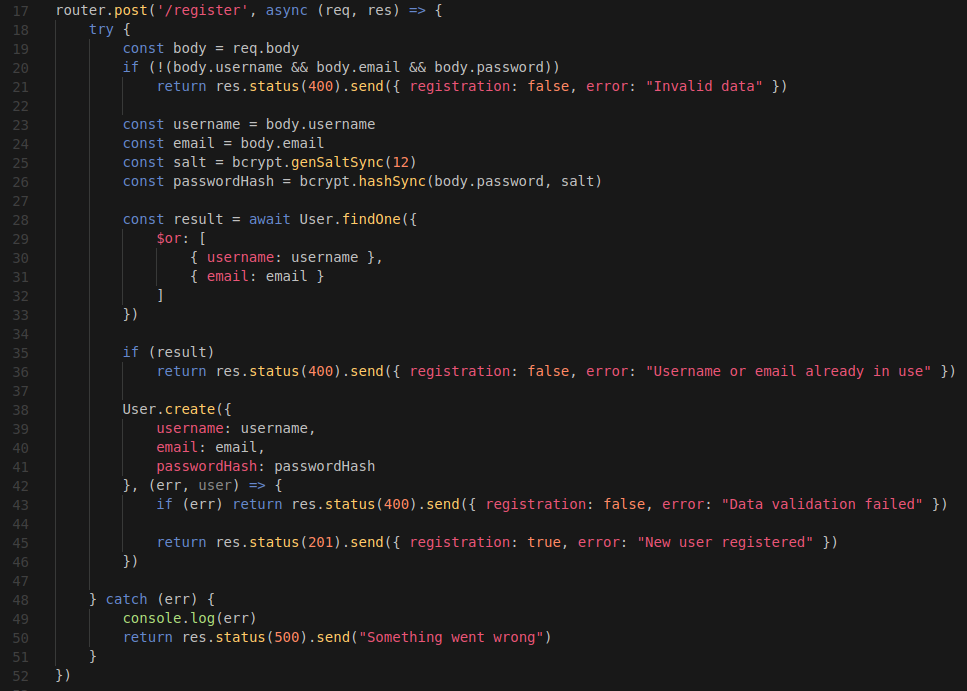 17 router.post('/register', async (req, res) => {
18     try {
19         const body = req.body
20         if (!(body.username && body.email && body.password))
21             return res.status(400).send({ registration: false, error: "Invalid data" })
22
23         const username = body.username
24         const email = body.email
25         const salt = bcrypt.genSaltSync(12)
26         const passwordHash = bcrypt.hashSync(body.password, salt)
27
28         const result = await User.findOne({
29             $or: [
30                 { username: username },
31                 { email: email }
32             ]
33         })
34
35         if (result)
36             return res.status(400).send({ registration: false, error: "Username or email already in use" })
37
38         User.create({
39             username: username,
40             email: email,
41             passwordHash: passwordHash
42         }, (err, user) => {
43             if (err) return res.status(400).send({ registration: false, error: "Data validation failed" })
44
45             return res.status(201).send({ registration: true, error: "New user registered" })
46         })
47
48     } catch (err) {
49         console.log(err)
50         return res.status(500).send("Something went wrong")
51     }
52 })